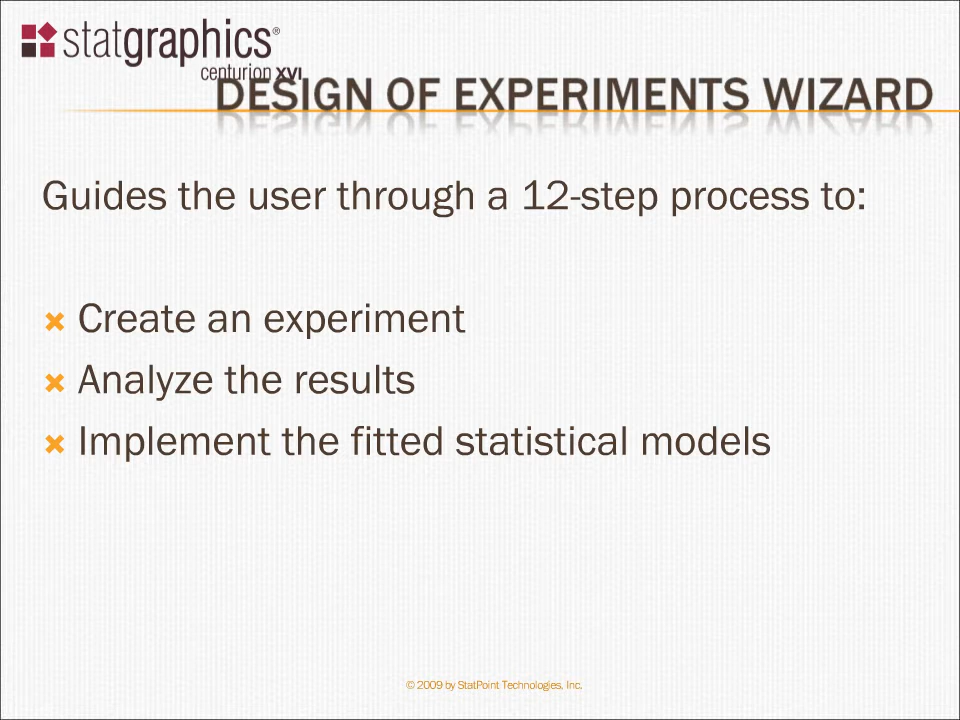 statgraphics®
centurion XVI
DESIGN OF EXPERIMENTS WIZARD
Guides the user through a 12-step process to:
Create an experiment
Analyze the results
Implement the fitted statistical models
© 2009 by StatPoint Technologies, Inc.